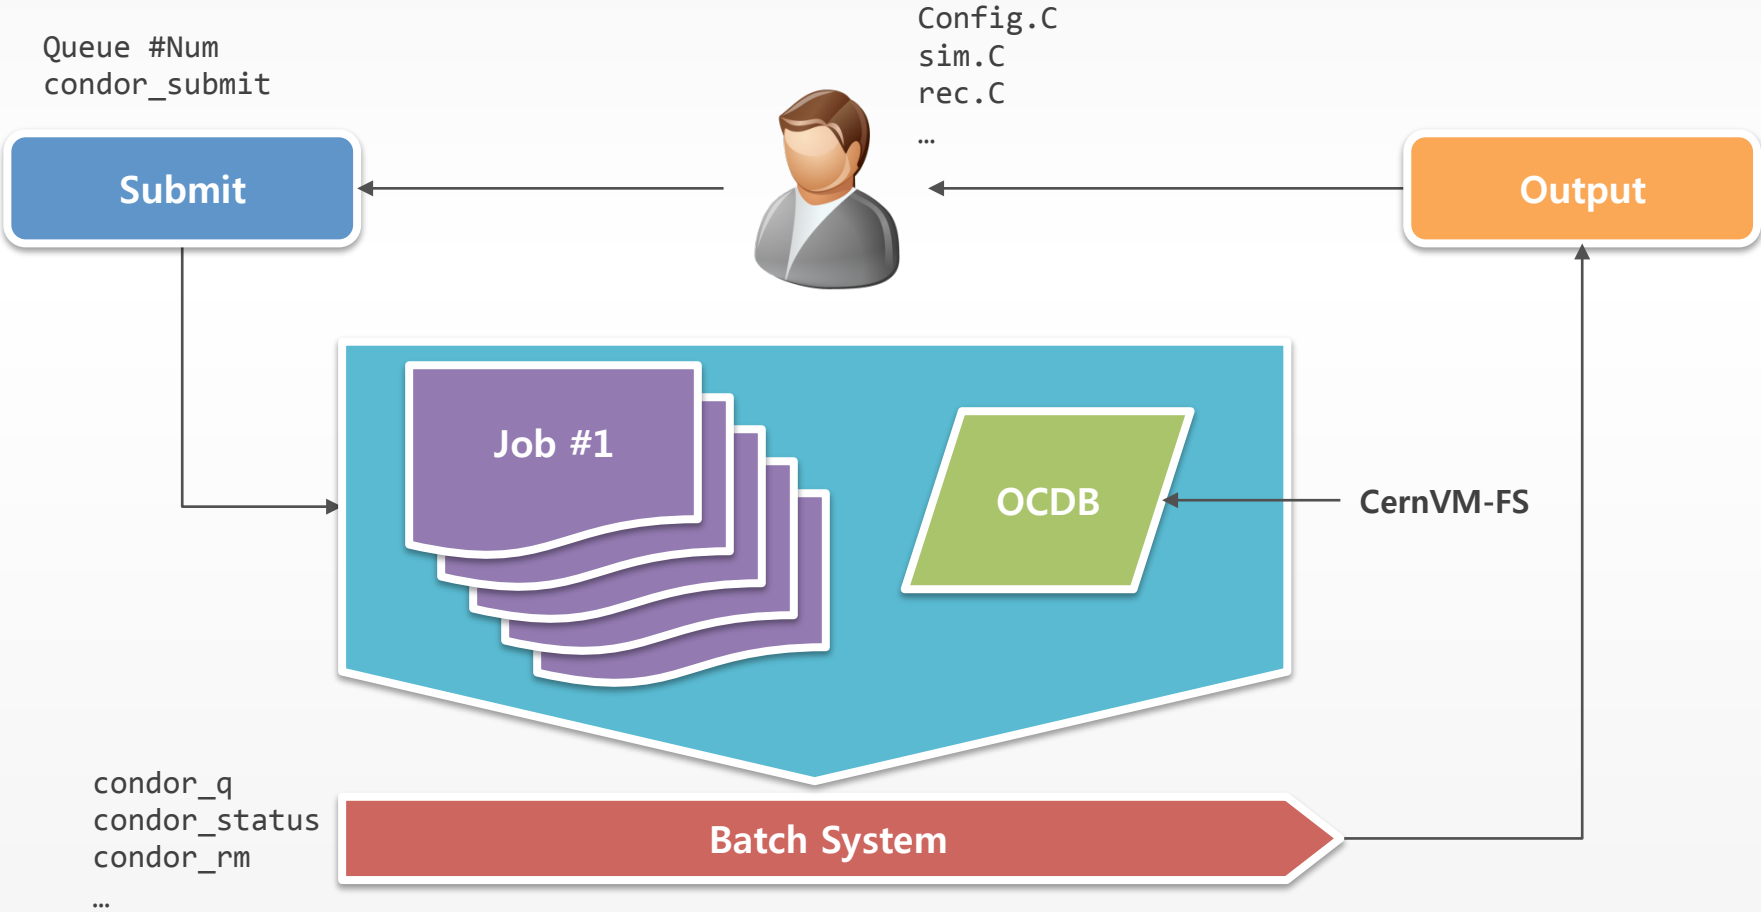 Queue #Num
condor_submit
Config.C
sim.C
rec.C
…
Submit
Output
Job #1
OCDB
CernVM-FS
condor_q
condor_status
condor_rm
…
Batch System